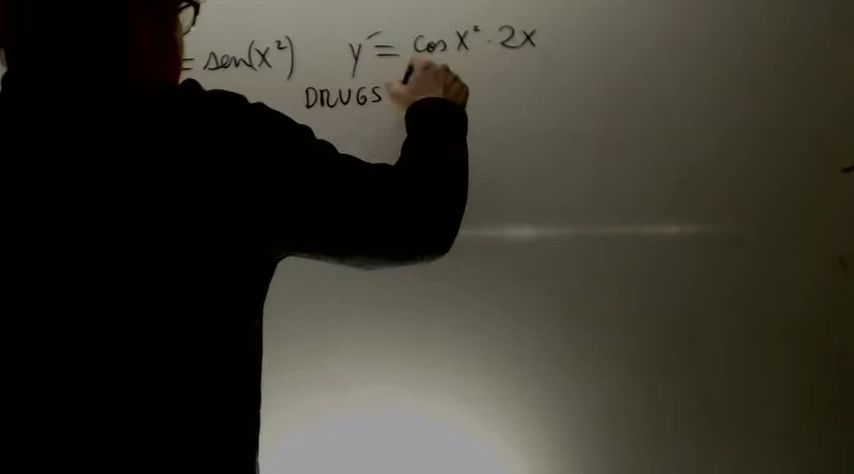 = sen(x²) y´= cos x² · 2x
DRUGS